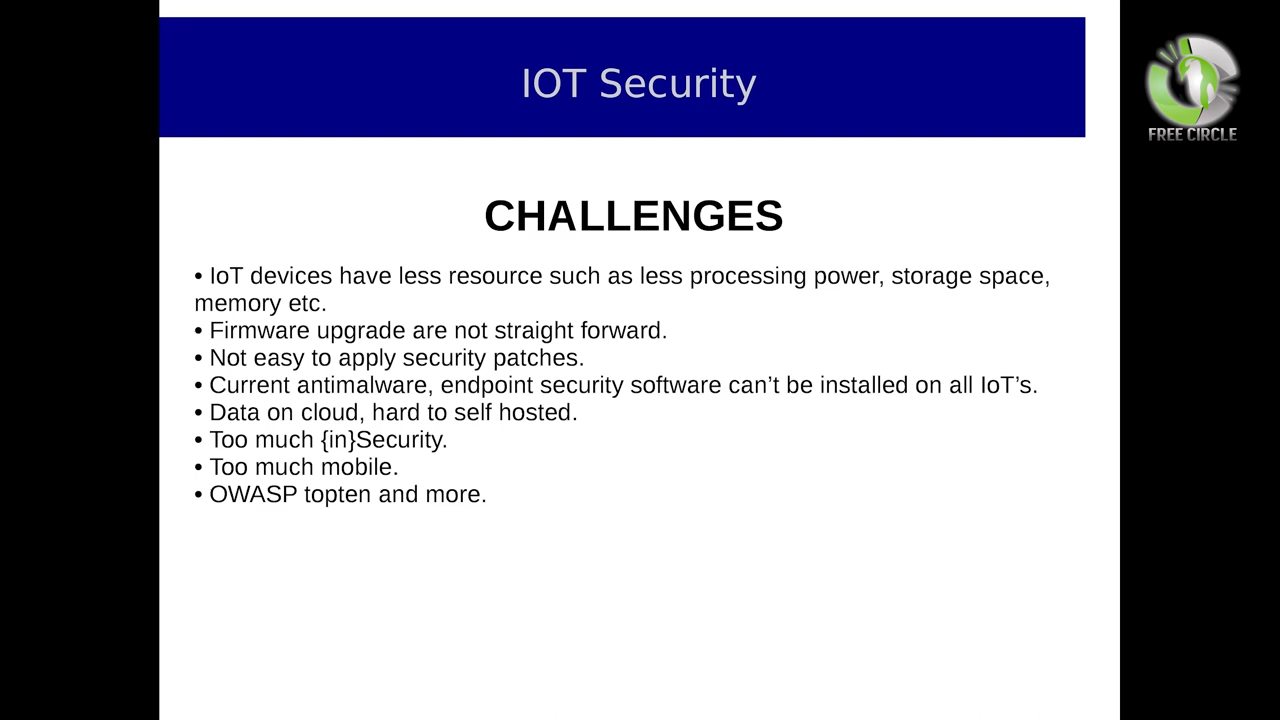 IOT Security
FREE CIRCLE
CHALLENGES
• IoT devices have less resource such as less processing power, storage space,
memory etc.
• Firmware upgrade are not straight forward.
• Not easy to apply security patches.
• Current antimalware, endpoint security software can’t be installed on all IoT’s.
• Data on cloud, hard to self hosted.
• Too much {in}Security.
• Too much mobile.
• OWASP topten and more.